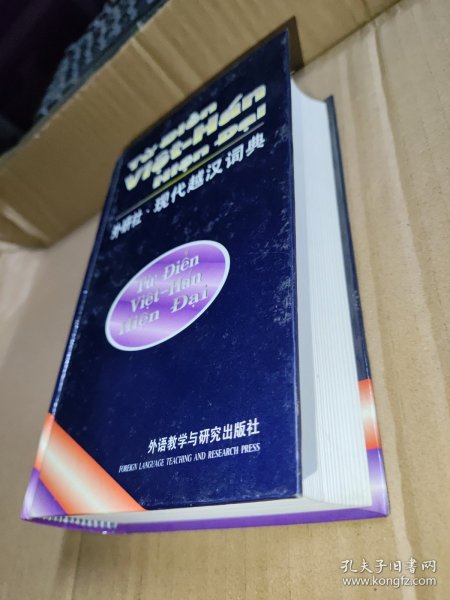 Từ Điển
Việt-Hán
Hiện Đại
外研社·现代越汉词典
Từ Điển
Việt-Hán
Hiện Đại
外语教学与研究出版社
FOREIGN LANGUAGE TEACHING AND RESEARCH PRESS
孔夫子旧书网
www.kongfz.com